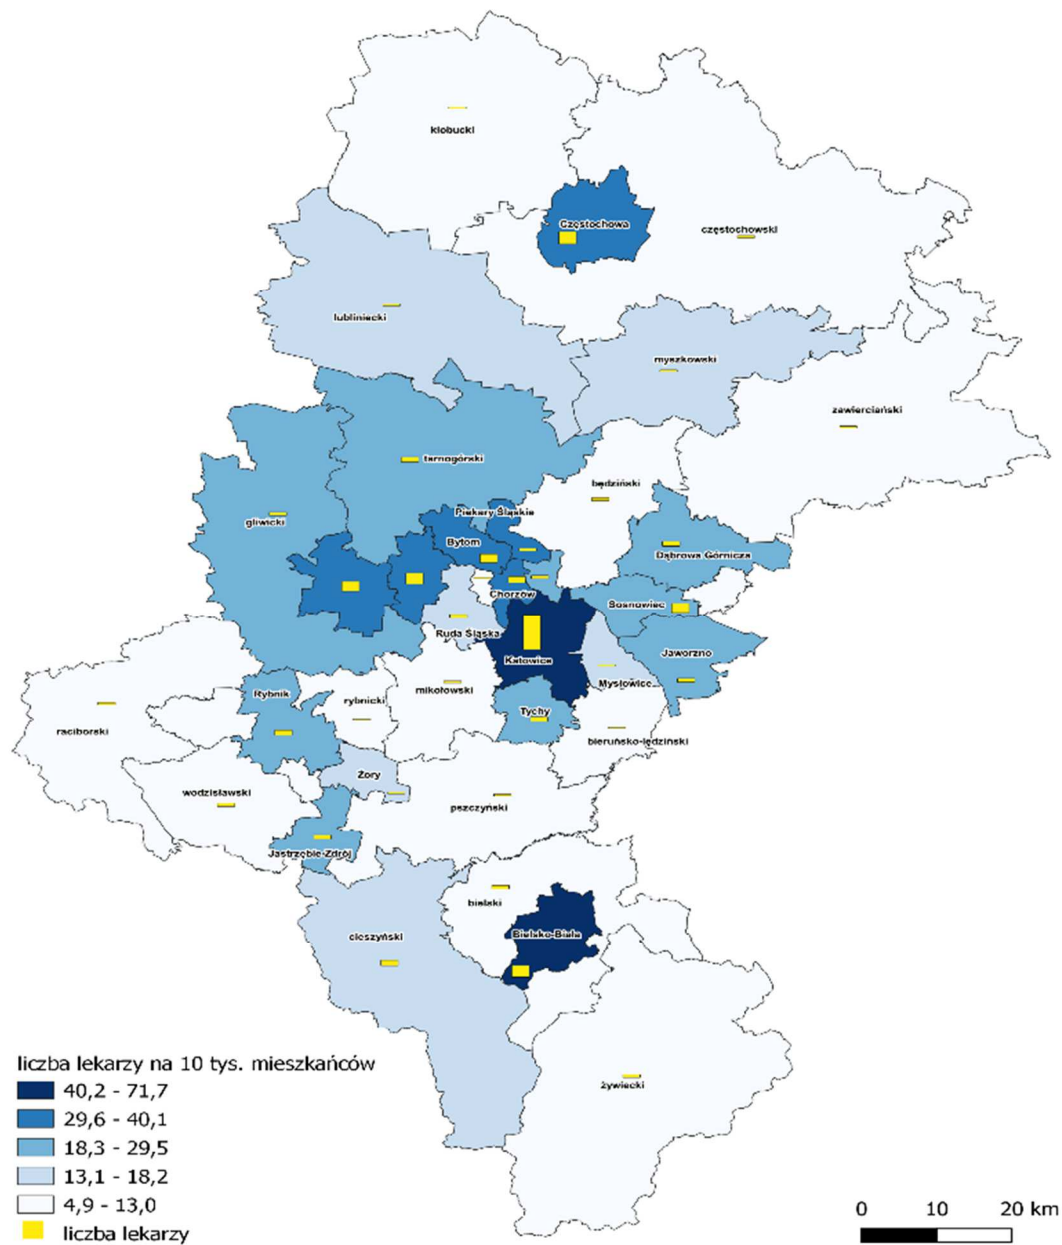 kłobucki
Częstochowa
częstochowski
lubliniecki
myszkowski
zawierciański
tarnogórski
będziński
gliwicki
Piekary Śląskie
Bytom
Dąbrowa Górnicza
Chorzów
Sosnowiec
Ruda Śląska
Katowice
Jaworzno
Mysłowice
Rybnik
rybnicki
mikołowski
Tychy
raciborski
bieruńsko-lędziński
Żory
wodzisławski
pszczyński
Jastrzębie-Zdrój
bielski
cieszyński
Bielsko-Biała
żywiecki
liczba lekarzy na 10 tys. mieszkańców
40,2 - 71,7
29,6 - 40,1
18,3 - 29,5
13,1 - 18,2
4,9 - 13,0
liczba lekarzy
0 10 20 km